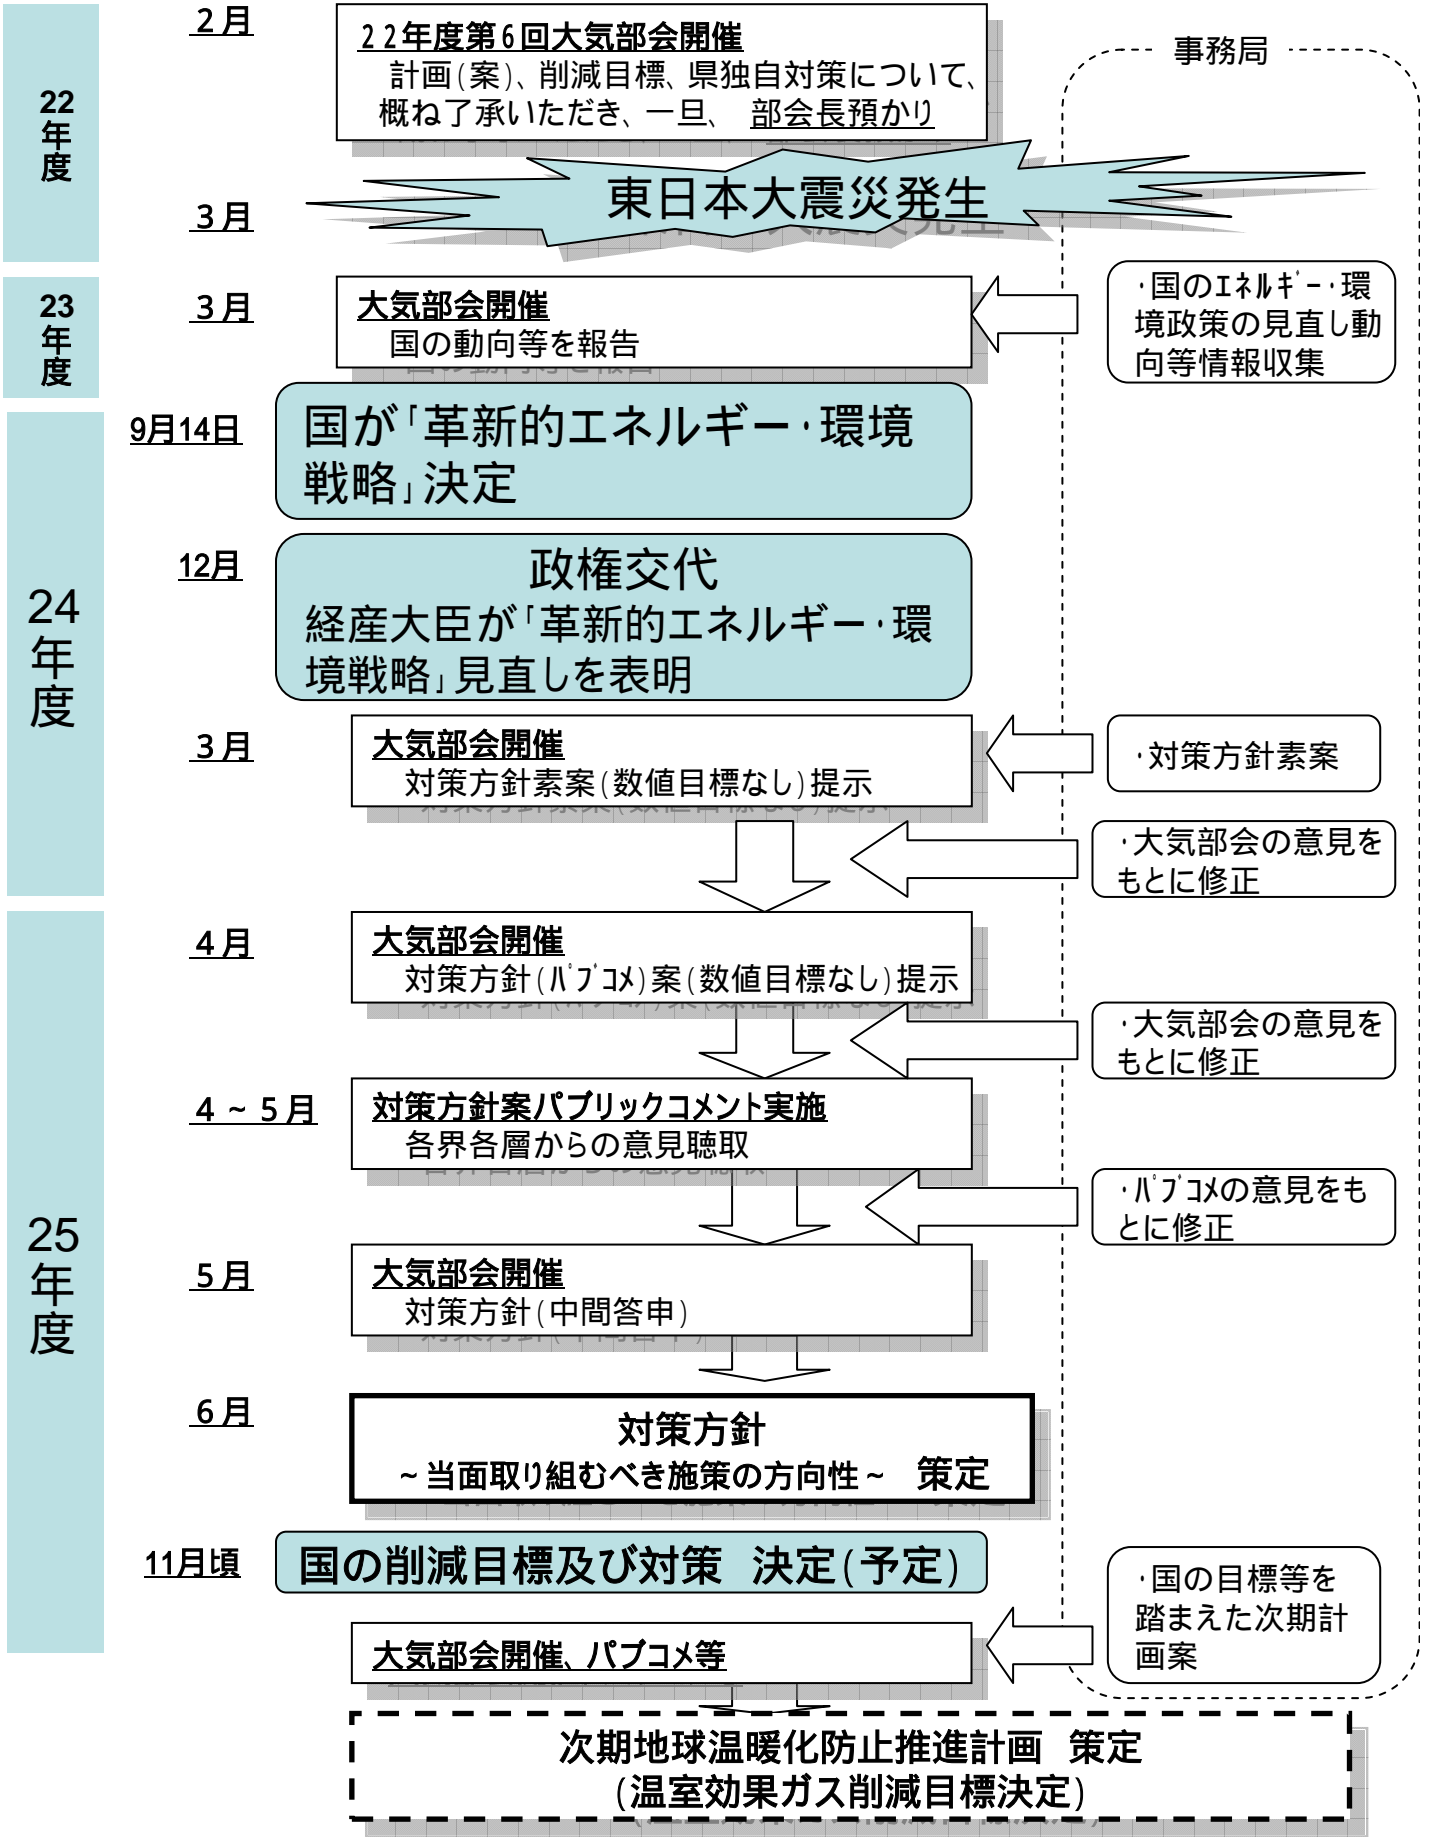 22
年
度
２月
２２年度第６回大気部会開催
計画(案)、削減目標、県独自対策について、
概ね了承いただき、一旦、 部会長預かり
事務局
３月
東日本大震災発生
23
年
度
３月
大気部会開催
国の動向等を報告
・国のｴﾈﾙｷﾞｰ・環
境政策の見直し動
向等情報収集
24
年
度
9月14日
国が「革新的エネルギー・環境
戦略」決定
12月
政権交代
経産大臣が「革新的エネルギー・環
境戦略」見直しを表明
３月
大気部会開催
対策方針素案(数値目標なし)提示
・対策方針素案
・大気部会の意見を
もとに修正
25
年
度
４月
大気部会開催
対策方針(ﾊﾟﾌﾞｺﾒ)案(数値目標なし)提示
・大気部会の意見を
もとに修正
４～５月
対策方針案パブリックコメント実施
各界各層からの意見聴取
・ﾊﾟﾌﾞｺﾒの意見をも
とに修正
５月
大気部会開催
対策方針(中間答申)
６月
対策方針
～当面取り組むべき施策の方向性～　策定
11月頃
国の削減目標及び対策　決定(予定)
大気部会開催、パブコメ等
・国の目標等を
踏まえた次期計
画案
次期地球温暖化防止推進計画　策定
(温室効果ガス削減目標決定)